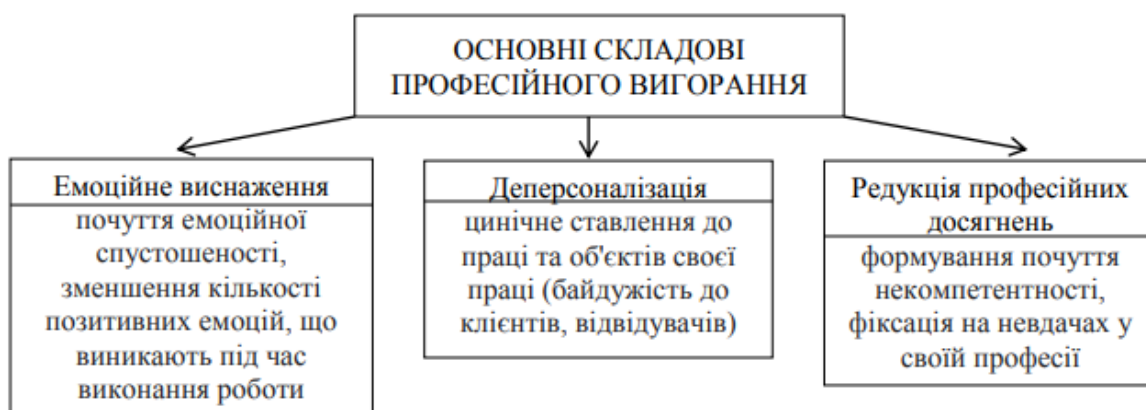 ОСНОВНІ СКЛАДОВІ
ПРОФЕСІЙНОГО ВИГОРАННЯ
Емоційне виснаження
почуття емоційної
спустошеності,
зменшення кількості
позитивних емоцій, що
виникають під час
виконання роботи
Деперсоналізація
цинічне ставлення до
праці та об'єктів своєї
праці (байдужість до
клієнтів, відвідувачів)
Редукція професійних
досягнень
формування почуття
некомпетентності,
фіксація на невдачах у
своїй професії